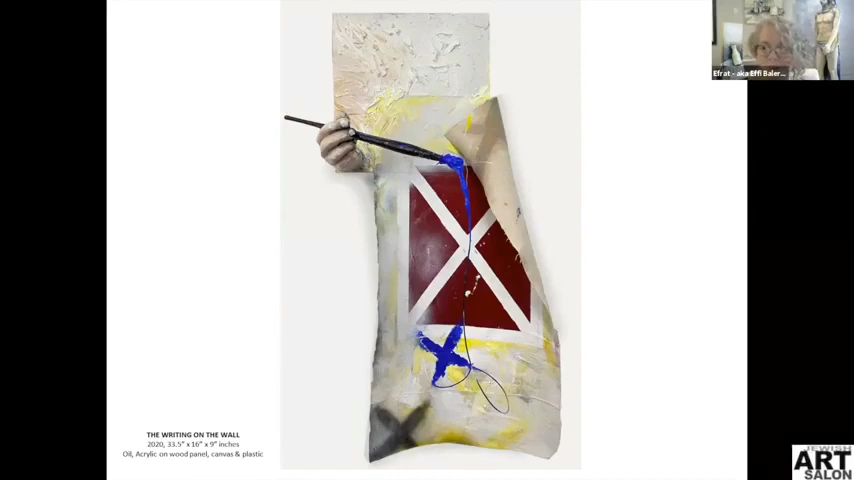 Efrat - aka Effi Baler...
THE WRITING ON THE WALL
2020, 33.5" x 16" x 9" inches
Oil, Acrylic on wood panel, canvas & plastic
JEWISH
ART
SALON